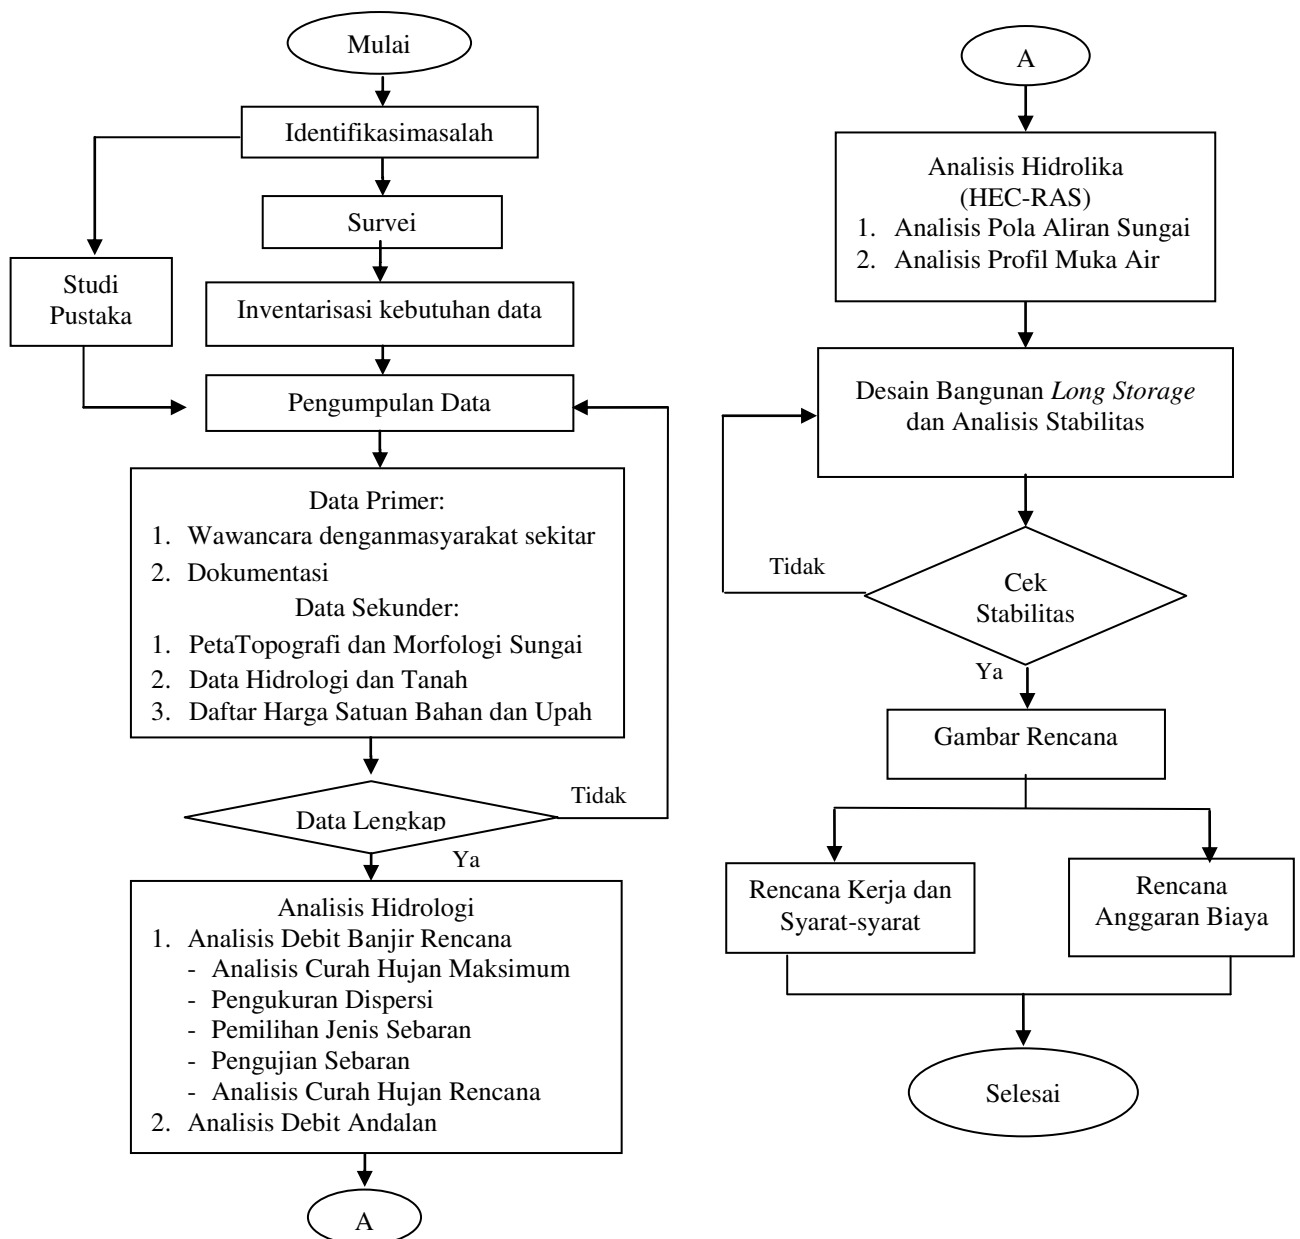 Mulai
Identifikasimasalah
Survei
Studi
Pustaka
Inventarisasi kebutuhan data
Pengumpulan Data
Data Primer:
1. Wawancara denganmasyarakat sekitar
2. Dokumentasi
Data Sekunder:
1. PetaTopografi dan Morfologi Sungai
2. Data Hidrologi dan Tanah
3. Daftar Harga Satuan Bahan dan Upah
Tidak
Data Lengkap
Ya
Analisis Hidrologi
1. Analisis Debit Banjir Rencana
- Analisis Curah Hujan Maksimum
- Pengukuran Dispersi
- Pemilihan Jenis Sebaran
- Pengujian Sebaran
- Analisis Curah Hujan Rencana
2. Analisis Debit Andalan
A
A
Analisis Hidrolika
(HEC-RAS)
1. Analisis Pola Aliran Sungai
2. Analisis Profil Muka Air
Desain Bangunan Long Storage
dan Analisis Stabilitas
Tidak
Cek
Stabilitas
Ya
Gambar Rencana
Rencana Kerja dan
Syarat-syarat
Rencana
Anggaran Biaya
Selesai